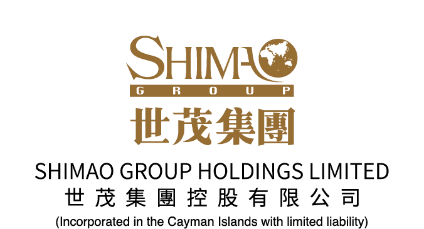 SHIMAO
GROUP
世茂集團
SHIMAO GROUP HOLDINGS LIMITED
世茂集團控股有限公司
(Incorporated in the Cayman Islands with limited liability)